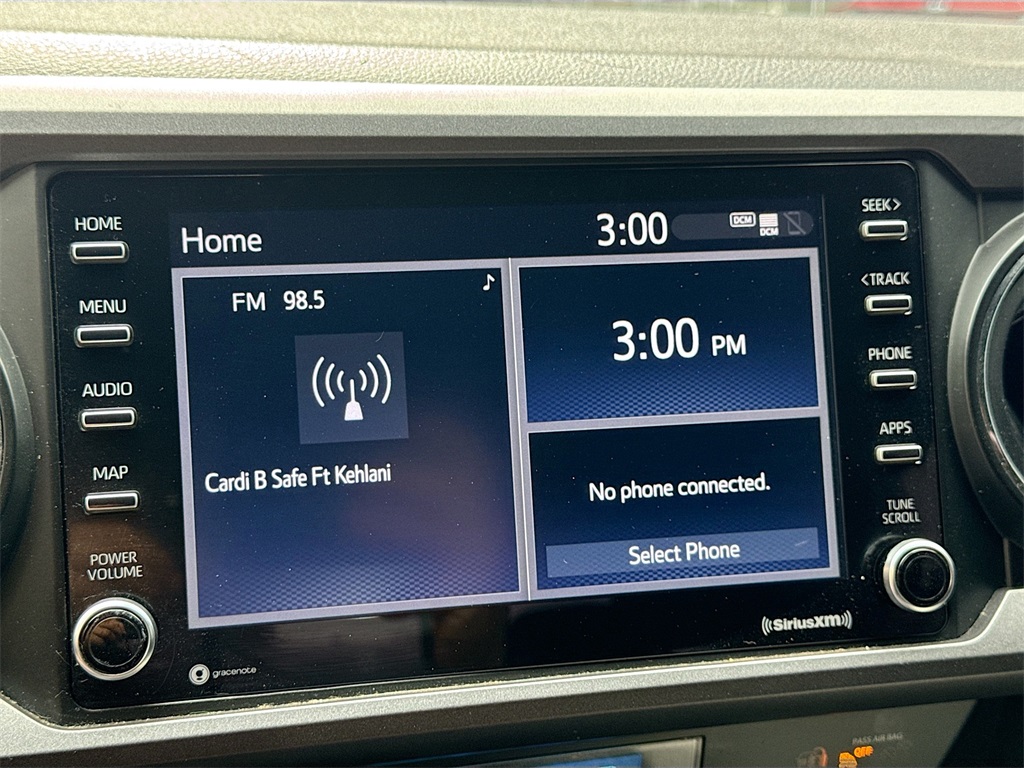 HOME
MENU
AUDIO
MAP
POWER
VOLUME
Home
3:00
DCM
DCM
FM 98.5
Cardi B Safe Ft Kehlani
3:00 PM
No phone connected.
Select Phone
SEEK>
<TRACK
PHONE
APPS
TUNE
SCROLL
gracenote
((SiriusXM))
PASS AIR BAG
OFF